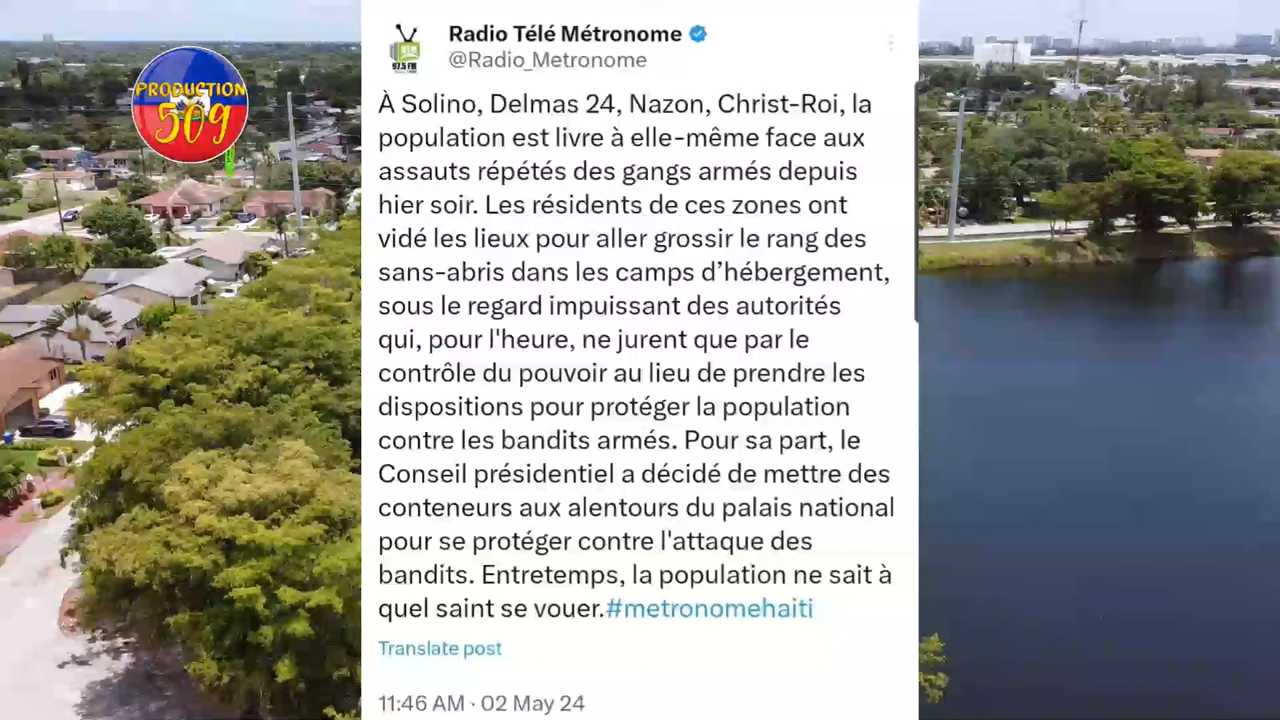 PRODUCTION
509
Radio Télé Métronome
@Radio_Metronome
97.5 FM
À Solino, Delmas 24, Nazon, Christ-Roi, la
population est livre à elle-même face aux
assauts répétés des gangs armés depuis
hier soir. Les résidents de ces zones ont
vidé les lieux pour aller grossir le rang des
sans-abris dans les camps d’hébergement,
sous le regard impuissant des autorités
qui, pour l'heure, ne jurent que par le
contrôle du pouvoir au lieu de prendre les
dispositions pour protéger la population
contre les bandits armés. Pour sa part, le
Conseil présidentiel a décidé de mettre des
conteneurs aux alentours du palais national
pour se protéger contre l'attaque des
bandits. Entretemps, la population ne sait à
quel saint se vouer.#metronomehaiti
Translate post
11:46 AM · 02 May 24